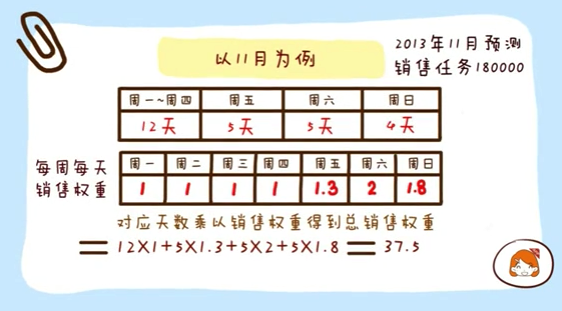 以11月为例
2013年11月预测
销售任务180000
周一~周四 周五 周六 周日
12天 5天 5天 4天
每周每天
销售权重
周一 周二 周三 周四 周五 周六 周日
1 1 1 1 1.3 2 1.8
对应天数乘以销售权重得到总销售权重
=12X1+5X1.3+5X2+5X1.8=37.5